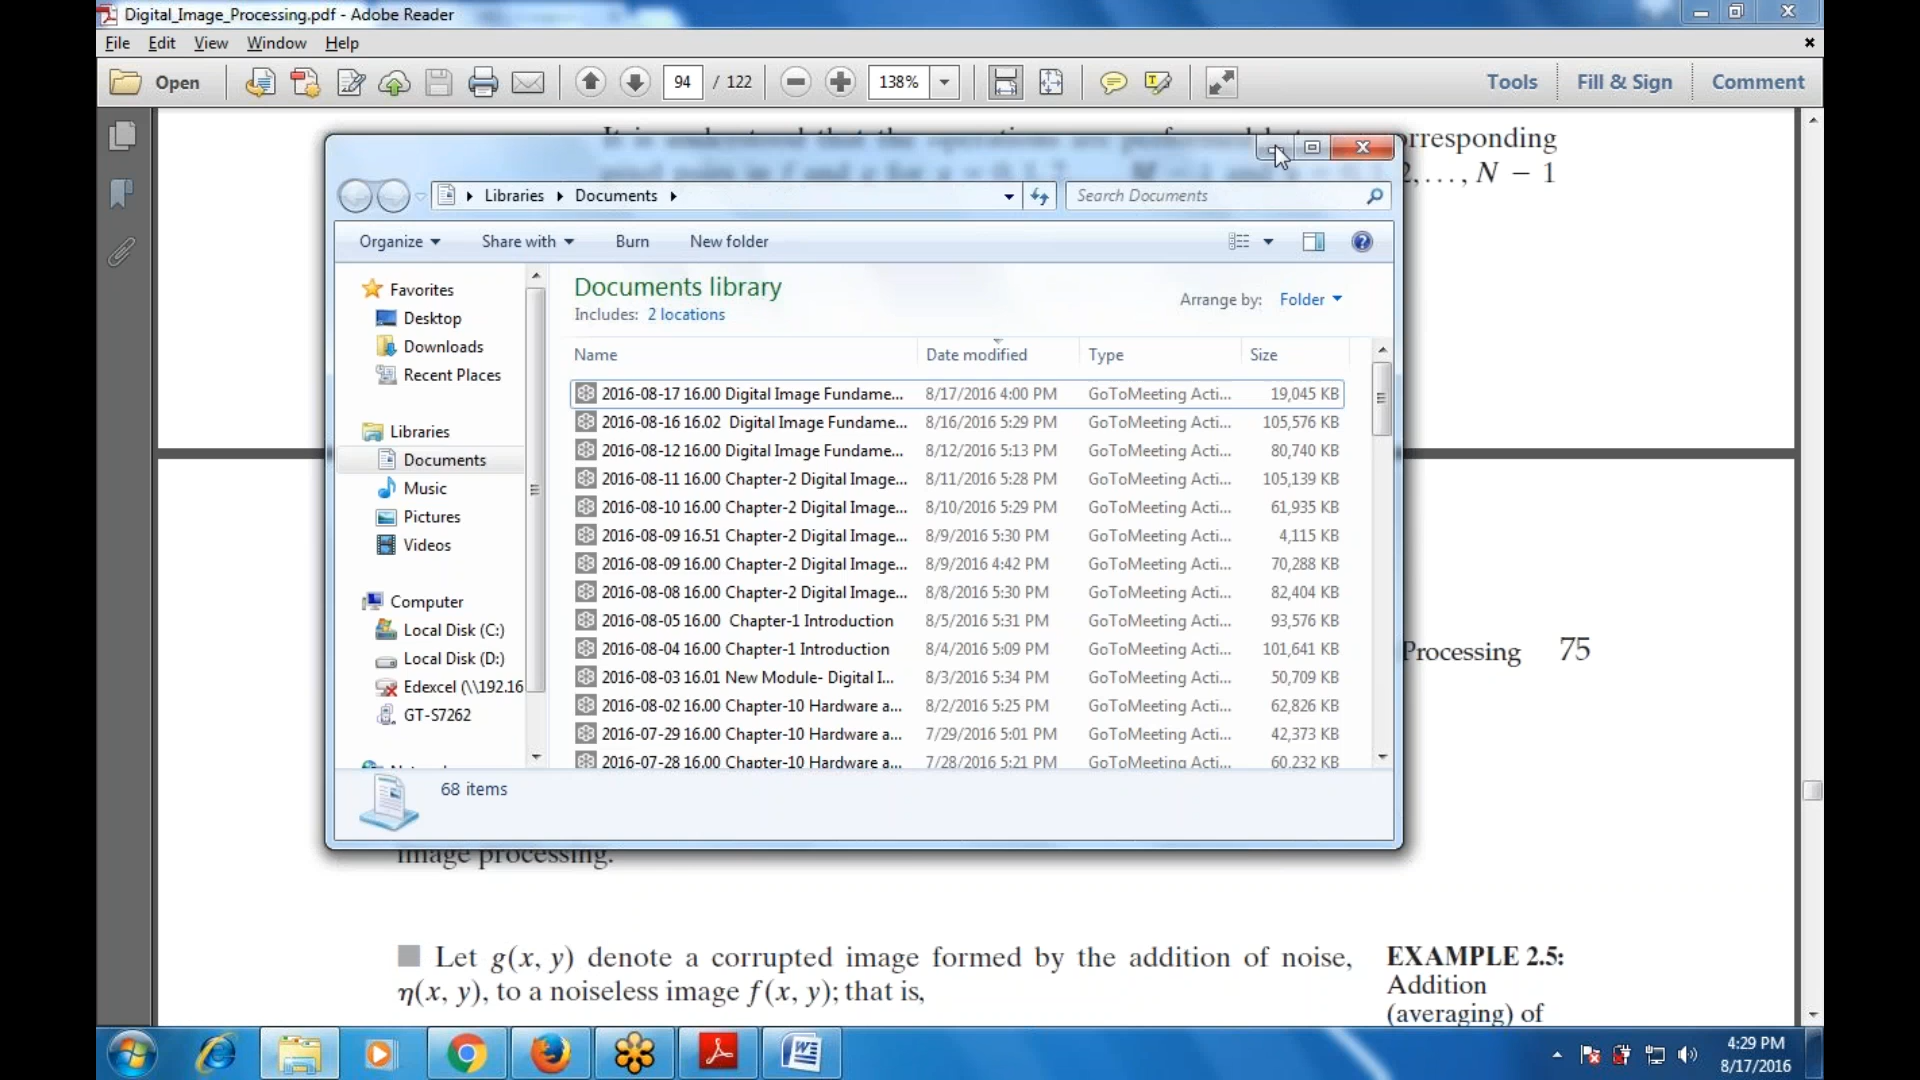 Digital_Image_Processing.pdf - Adobe Reader
File Edit View Window Help
Open 94 / 122 138% Tools Fill & Sign Comment
orresponding
2,..., N − 1
Libraries Documents Search Documents
Organize Share with Burn New folder
Favorites
Desktop
Downloads
Recent Places
Libraries
Documents
Music
Pictures
Videos
Computer
Local Disk (C:)
Local Disk (D:)
Edexcel (\\192.16
GT-S7262
Documents library
Includes: 2 locations
Arrange by: Folder
Name Date modified Type Size
2016-08-17 16.00 Digital Image Fundame... 8/17/2016 4:00 PM GoToMeeting Acti... 19,045 KB
2016-08-16 16.02 Digital Image Fundame... 8/16/2016 5:29 PM GoToMeeting Acti... 105,576 KB
2016-08-12 16.00 Digital Image Fundame... 8/12/2016 5:13 PM GoToMeeting Acti... 80,740 KB
2016-08-11 16.00 Chapter-2 Digital Image... 8/11/2016 5:28 PM GoToMeeting Acti... 105,139 KB
2016-08-10 16.00 Chapter-2 Digital Image... 8/10/2016 5:29 PM GoToMeeting Acti... 61,935 KB
2016-08-09 16.51 Chapter-2 Digital Image... 8/9/2016 5:30 PM GoToMeeting Acti... 4,115 KB
2016-08-09 16.00 Chapter-2 Digital Image... 8/9/2016 4:42 PM GoToMeeting Acti... 70,288 KB
2016-08-08 16.00 Chapter-2 Digital Image... 8/8/2016 5:30 PM GoToMeeting Acti... 82,404 KB
2016-08-05 16.00 Chapter-1 Introduction 8/5/2016 5:31 PM GoToMeeting Acti... 93,576 KB
2016-08-04 16.00 Chapter-1 Introduction 8/4/2016 5:09 PM GoToMeeting Acti... 101,641 KB
2016-08-03 16.01 New Module- Digital I... 8/3/2016 5:34 PM GoToMeeting Acti... 50,709 KB
2016-08-02 16.00 Chapter-10 Hardware a... 8/2/2016 5:25 PM GoToMeeting Acti... 62,826 KB
2016-07-29 16.00 Chapter-10 Hardware a... 7/29/2016 5:01 PM GoToMeeting Acti... 42,373 KB
2016-07-28 16.00 Chapter-10 Hardware a... 7/28/2016 5:21 PM GoToMeeting Acti... 60,232 KB
68 items
Processing 75
image processing.
Let g(x, y) denote a corrupted image formed by the addition of noise,
η(x, y), to a noiseless image f(x, y); that is,
EXAMPLE 2.5:
Addition
(averaging) of
4:29 PM
8/17/2016